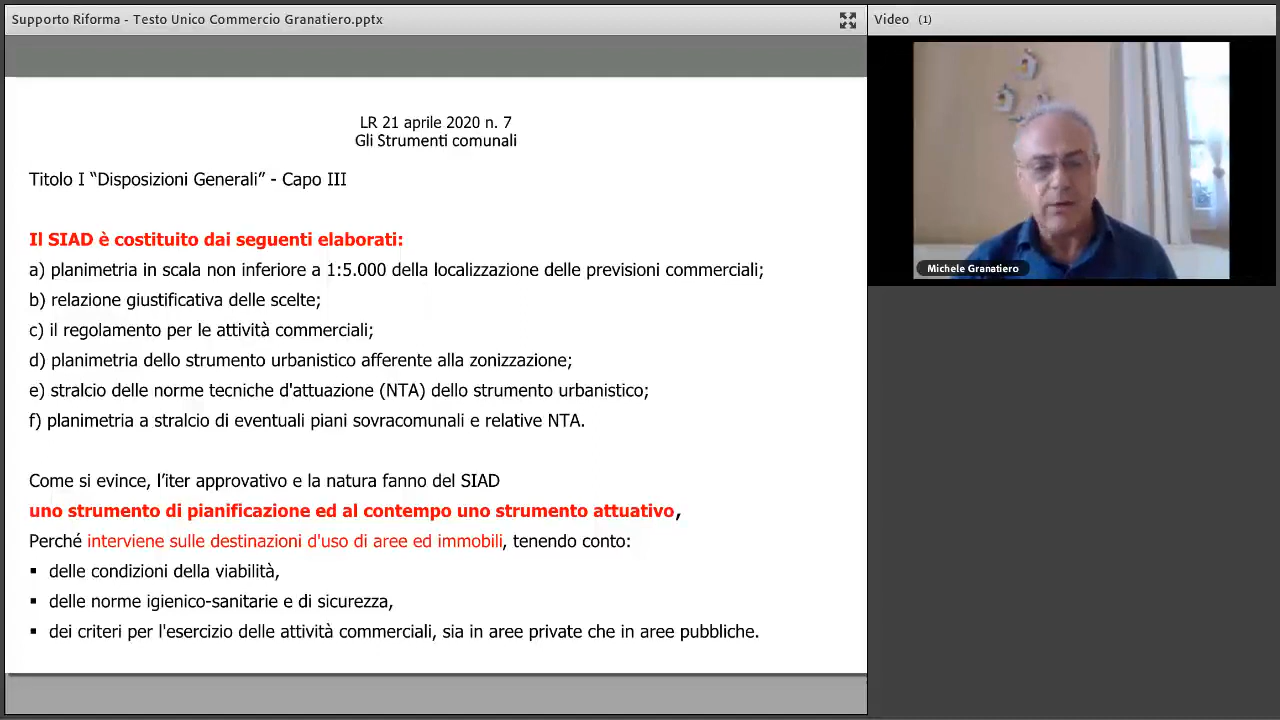 Supporto Riforma - Testo Unico Commercio Granatiero.pptx
Video (1)
LR 21 aprile 2020 n. 7
Gli Strumenti comunali
Titolo I “Disposizioni Generali” - Capo III
Il SIAD è costituito dai seguenti elaborati:
a) planimetria in scala non inferiore a 1:5.000 della localizzazione delle previsioni commerciali;
b) relazione giustificativa delle scelte;
c) il regolamento per le attività commerciali;
d) planimetria dello strumento urbanistico afferente alla zonizzazione;
e) stralcio delle norme tecniche d'attuazione (NTA) dello strumento urbanistico;
f) planimetria a stralcio di eventuali piani sovracomunali e relative NTA.
Come si evince, l’iter approvativo e la natura fanno del SIAD
uno strumento di pianificazione ed al contempo uno strumento attuativo,
Perché interviene sulle destinazioni d'uso di aree ed immobili, tenendo conto:
▪ delle condizioni della viabilità,
▪ delle norme igienico-sanitarie e di sicurezza,
▪ dei criteri per l'esercizio delle attività commerciali, sia in aree private che in aree pubbliche.
Michele Granatiero